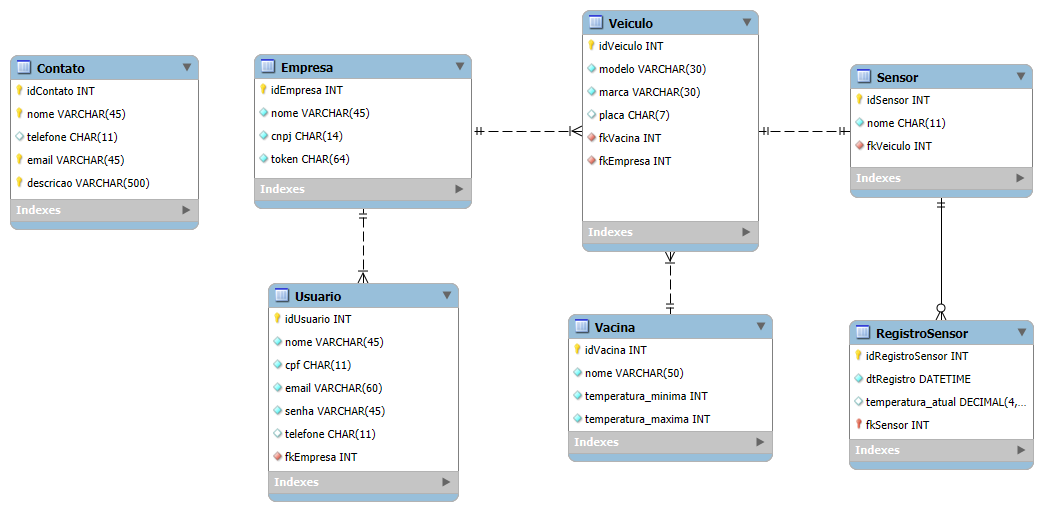 Contato
idContato INT
nome VARCHAR(45)
telefone CHAR(11)
email VARCHAR(45)
descricao VARCHAR(500)
Indexes
Empresa
idEmpresa INT
nome VARCHAR(45)
cnpj CHAR(14)
token CHAR(64)
Indexes
Usuario
idUsuario INT
nome VARCHAR(45)
cpf CHAR(11)
email VARCHAR(60)
senha VARCHAR(45)
telefone CHAR(11)
fkEmpresa INT
Indexes
Veiculo
idVeiculo INT
modelo VARCHAR(30)
marca VARCHAR(30)
placa CHAR(7)
fkVacina INT
fkEmpresa INT
Indexes
Vacina
idVacina INT
nome VARCHAR(50)
temperatura_minima INT
temperatura_maxima INT
Indexes
Sensor
idSensor INT
nome CHAR(11)
fkVeiculo INT
Indexes
RegistroSensor
idRegistroSensor INT
dtRegistro DATETIME
temperatura_atual DECIMAL(4,...
fkSensor INT
Indexes